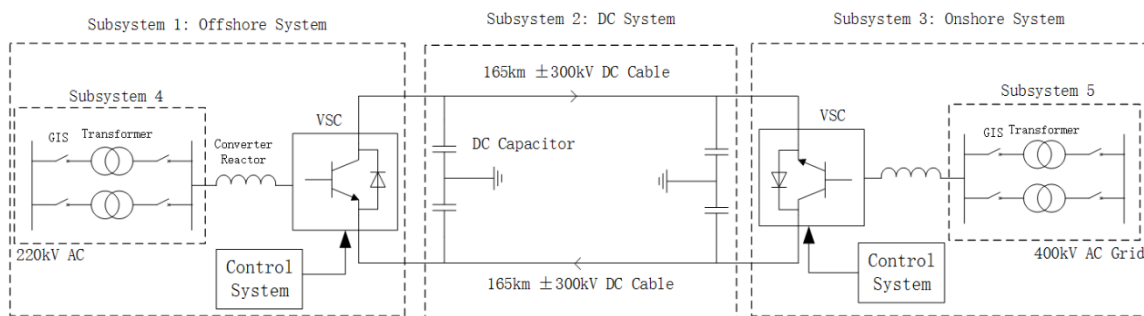 Subsystem 1: Offshore System
Subsystem 2: DC System
Subsystem 3: Onshore System
165km ±300kV DC Cable
Subsystem 4
Subsystem 5
GIS
Transformer
Converter
Reactor
VSC
DC Capacitor
VSC
GIS
Transformer
220kV AC
400kV AC Grid
Control
System
165km ±300kV DC Cable
Control
System